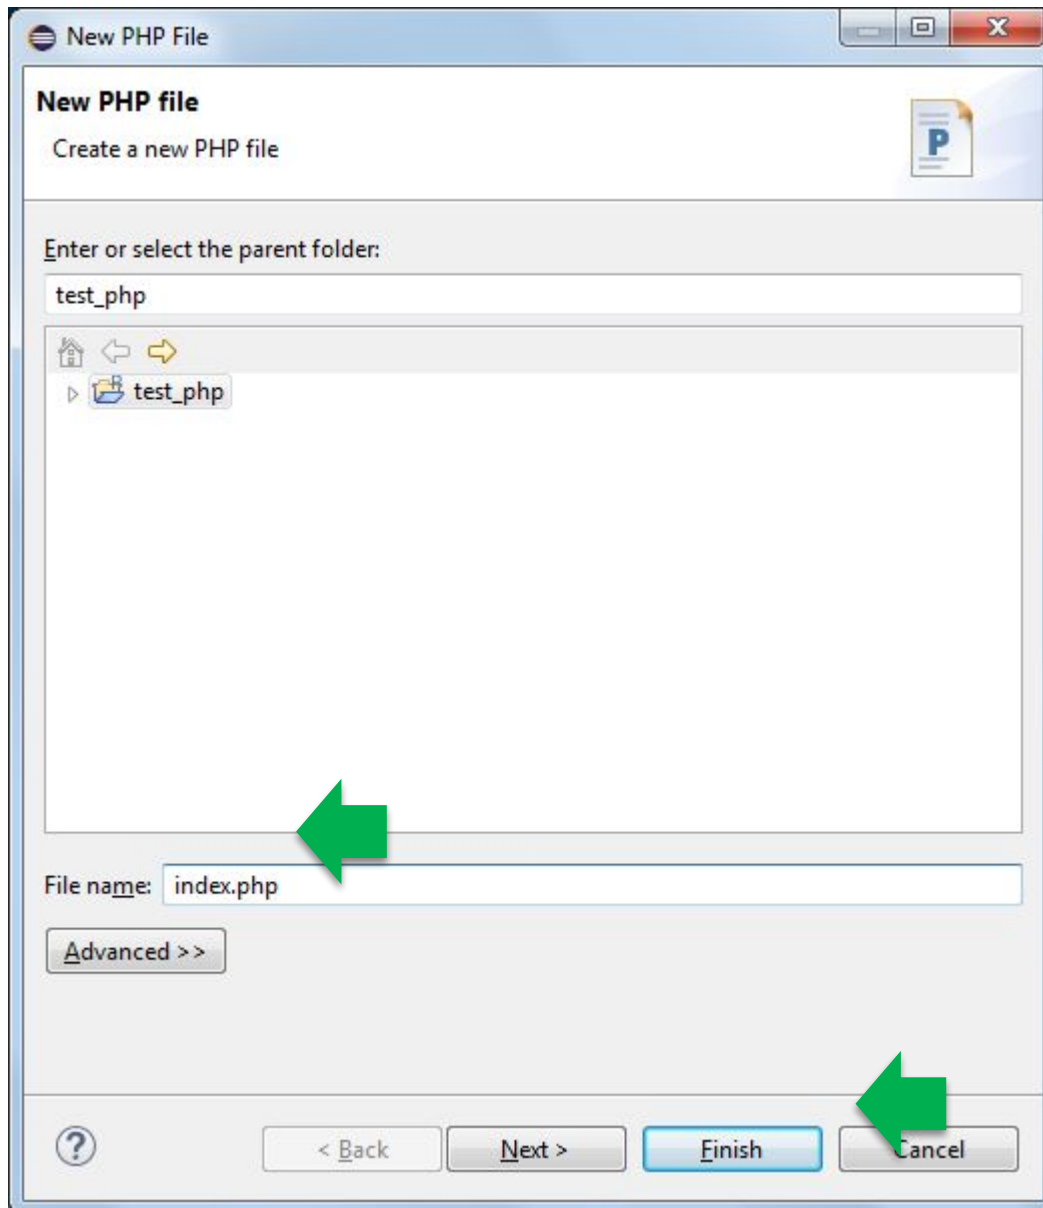 New PHP File
New PHP file
Create a new PHP file
P
Enter or select the parent folder:
test_php
test_php
File name: index.php
Advanced >>
? < Back Next > Finish Cancel